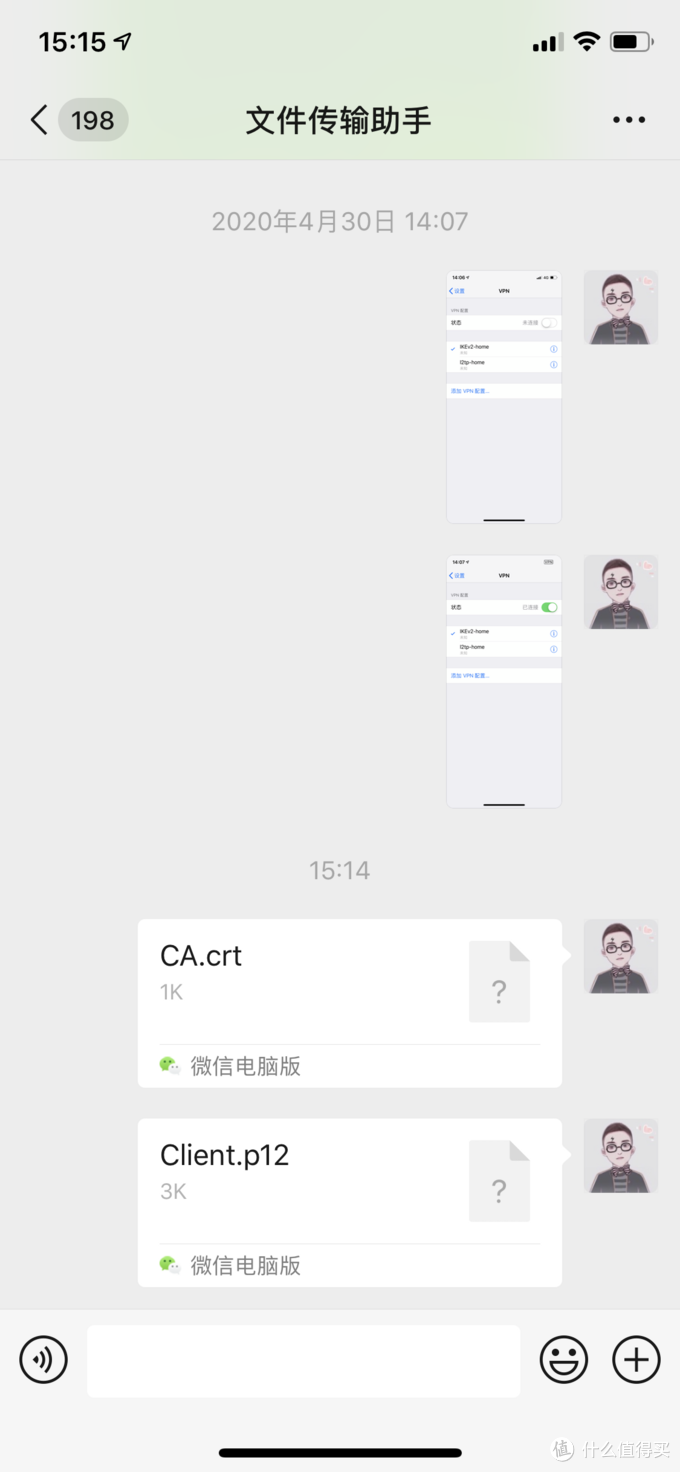 15:15
198
文件传输助手
2020年4月30日 14:07
14:06
4G
设置
VPN
VPN 配置
状态
未连接
IKEv2-home
l2tp-home
添加 VPN 配置...
14:07
设置
VPN
VPN 配置
状态
已连接
IKEv2-home
l2tp-home
添加 VPN 配置...
15:14
CA.crt
1K
?
微信电脑版
Client.p12
3K
?
微信电脑版
值 什么值得买